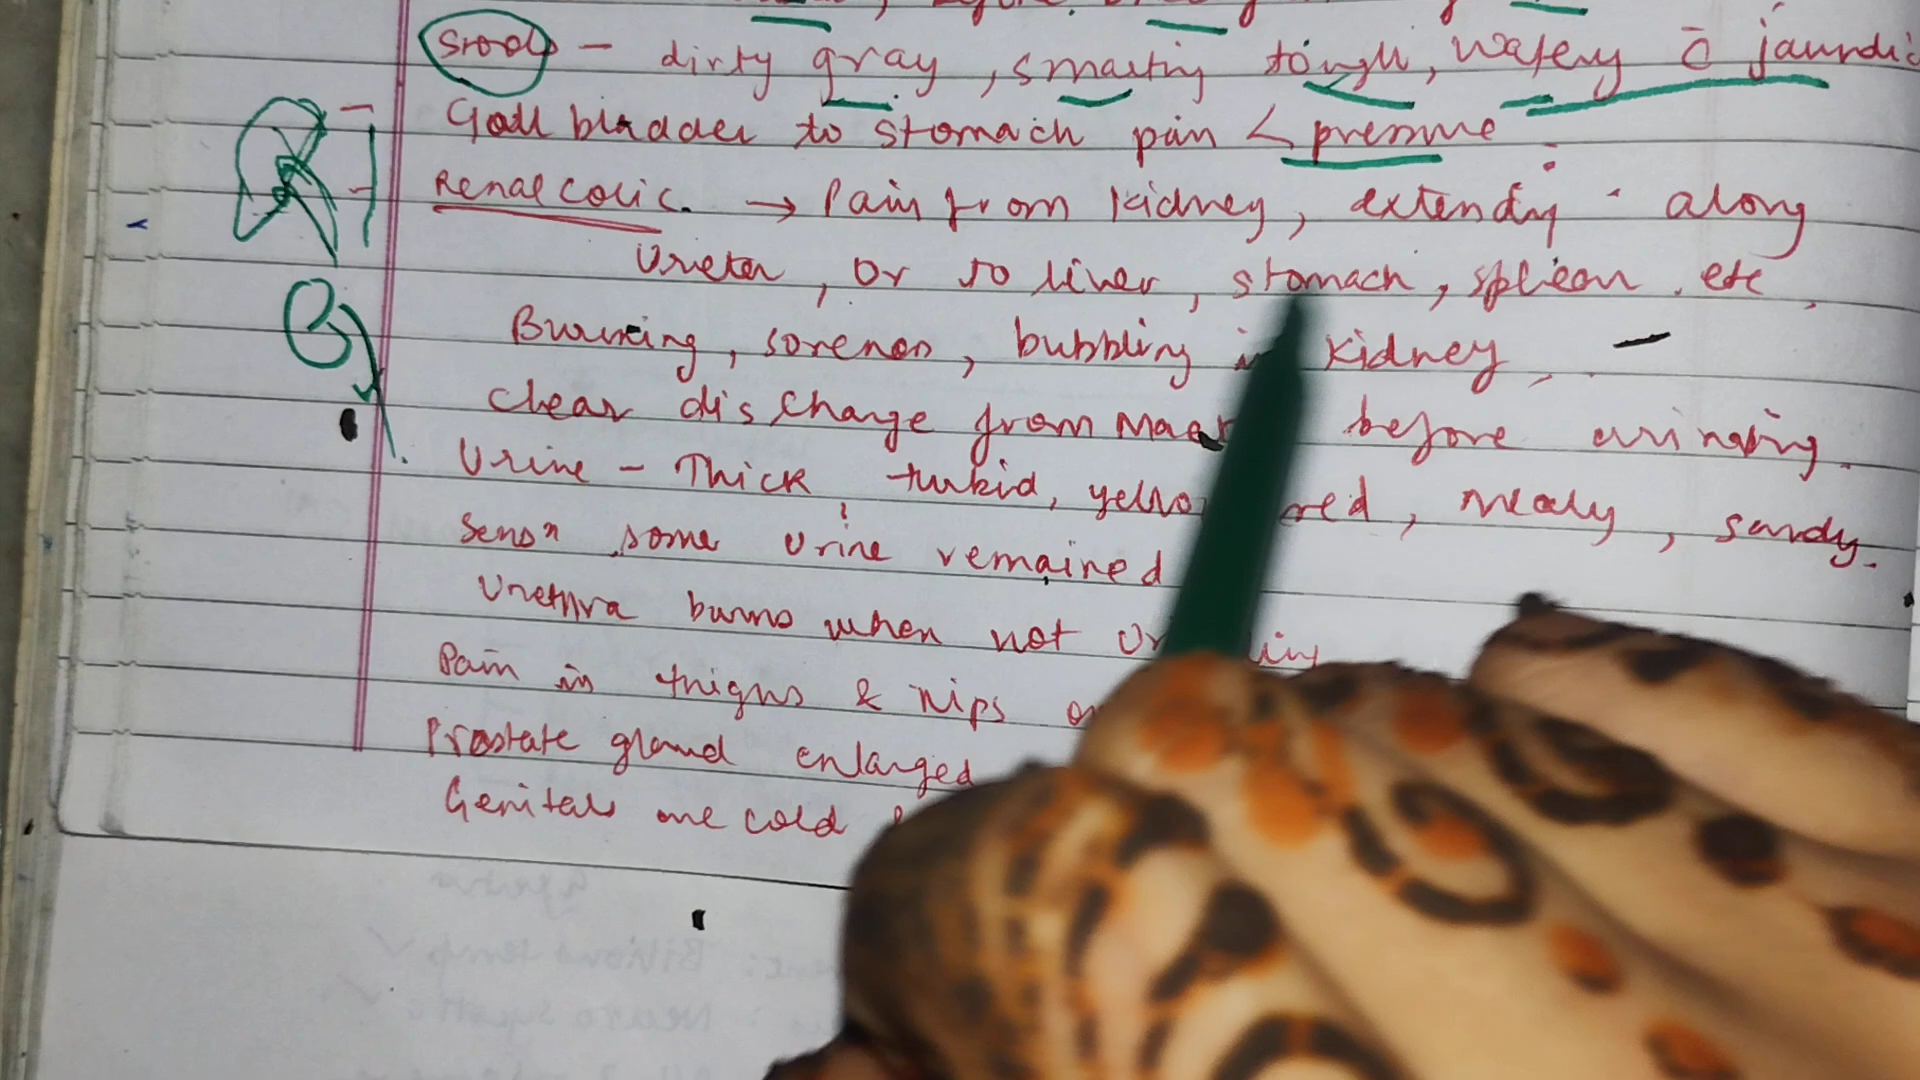 Stools - dirty gray, smarting tough, watery c̄ jaundic
Gall bladder to stomach pain < pressure
Renal colic. → Pain from kidney, extending along
Ureter, or to liver, stomach, spleen, etc,
Burning, soreness, bubbling in kidney,
Clear discharge from before urinating.
Urine - Thick turbid, yellow red, mealy, sandy.
Sensn some urine remained
Urethra burns when not
Pain in thighs & hips on
Prostate gland enlarged
Genitals are cold